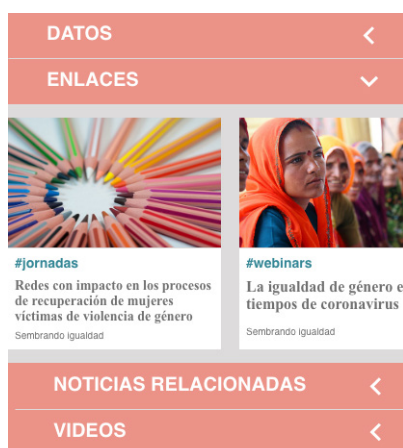 DATOS
ENLACES
#jornadas
Redes con impacto en los procesos
de recuperación de mujeres
víctimas de violencia de género
Sembrando igualdad
#webinars
La igualdad de género e
tiempos de coronavirus
Sembrando igualdad
NOTICIAS RELACIONADAS
VIDEOS